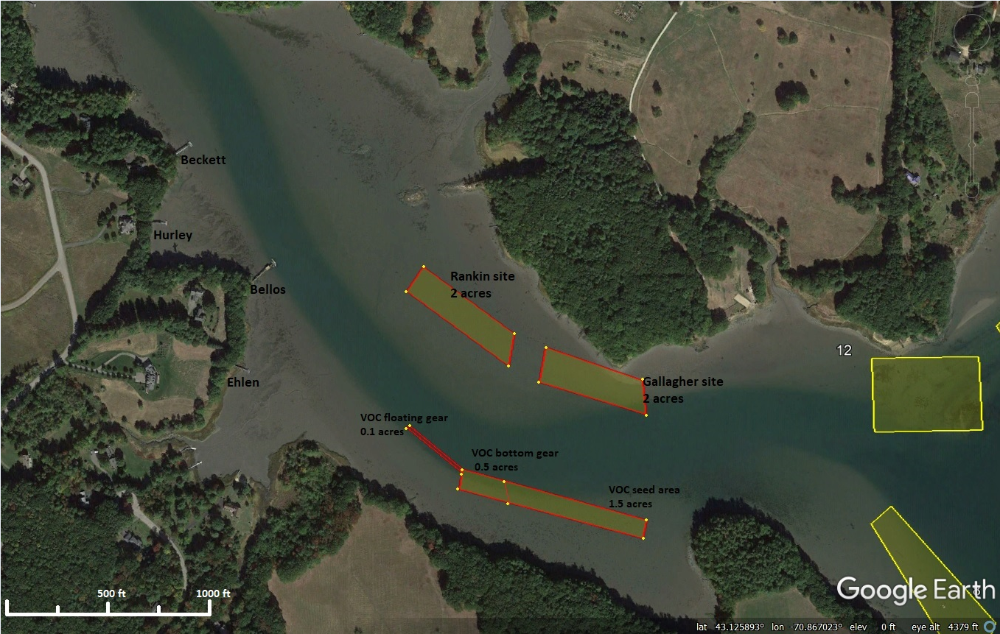 Beckett
Hurley
Bellos
Rankin site
2 acres
12
Ehlen
Gallagher site
2 acres
VOC floating gear
0.1 acres
VOC bottom gear
0.5 acres
VOC seed area
1.5 acres
500 ft 1000 ft
Google Earth
lat 43.125893° lon -70.867023° elev 0 ft eye alt 4379 ft